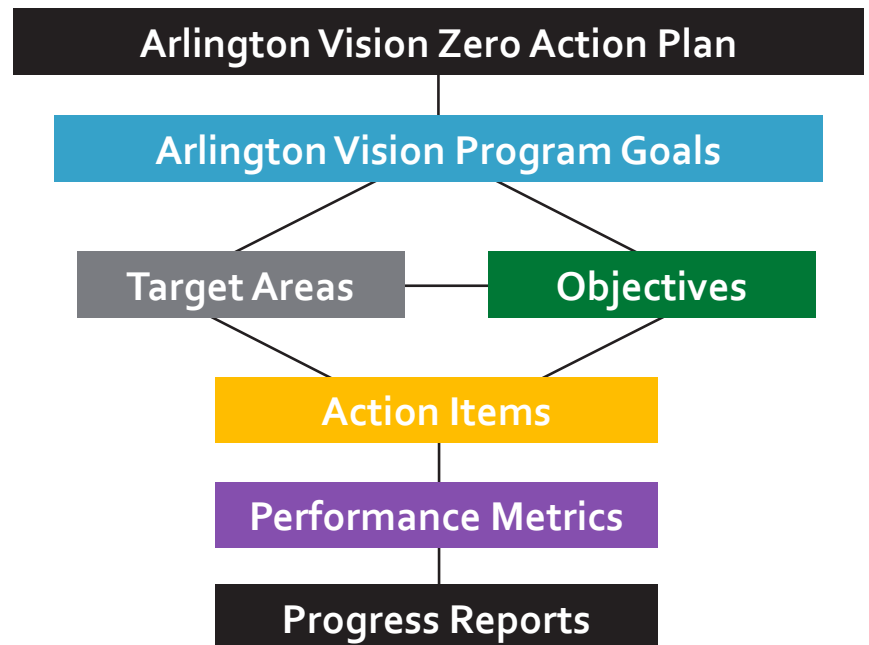 Arlington Vision Zero Action Plan
Arlington Vision Program Goals
Target Areas
Objectives
Action Items
Performance Metrics
Progress Reports